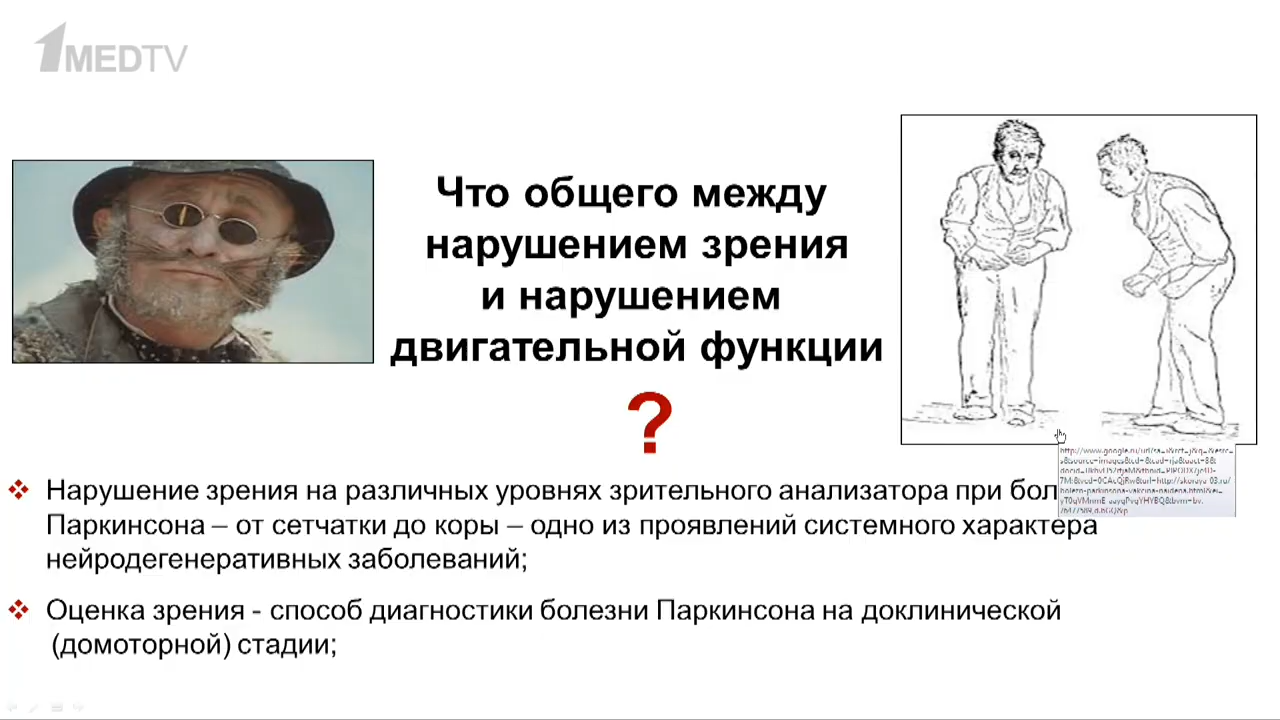 1MEDTV
Что общего между
нарушением зрения
и нарушением
двигательной функции
?
Нарушение зрения на различных уровнях зрительного анализатора при бол
Паркинсона – от сетчатки до коры – одно из проявлений системного характера
нейродегенеративных заболеваний;
Оценка зрения - способ диагностики болезни Паркинсона на доклинической
(домоторной) стадии;